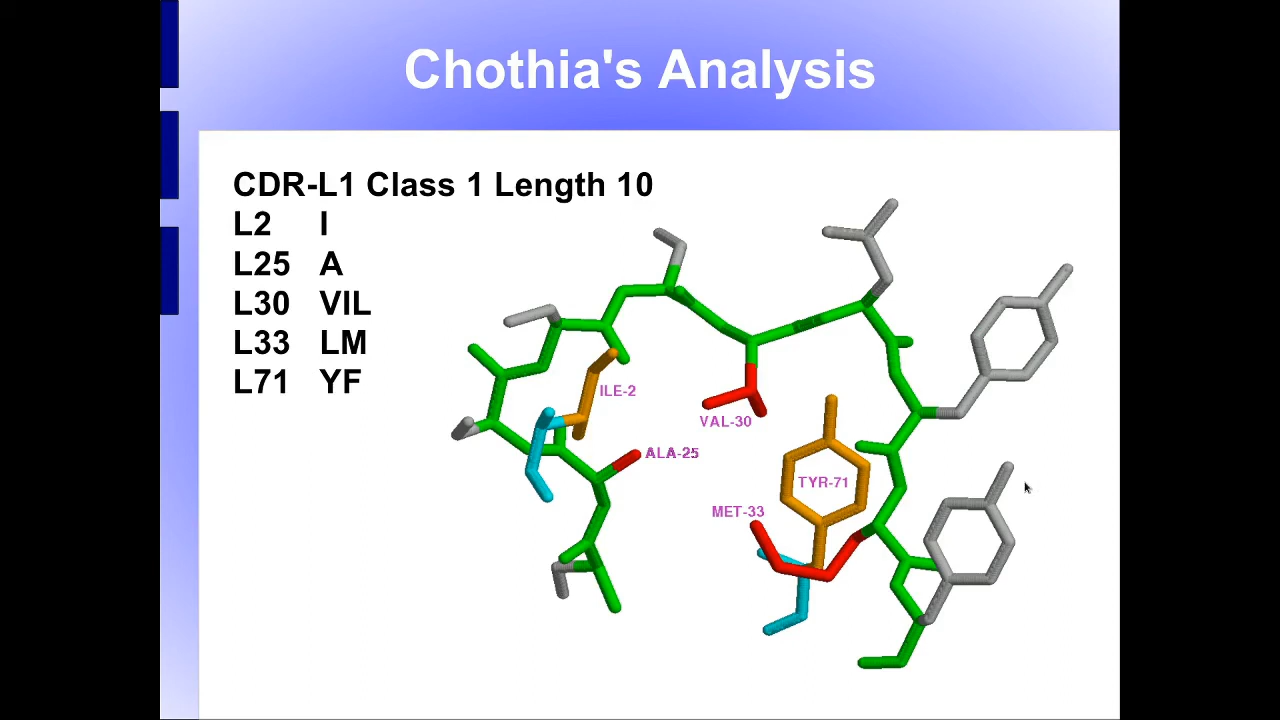 Chothia's Analysis
CDR-L1 Class 1 Length 10
L2 I
L25 A
L30 VIL
L33 LM
L71 YF
ILE-2
VAL-30
ALA-25
TYR-71
MET-33